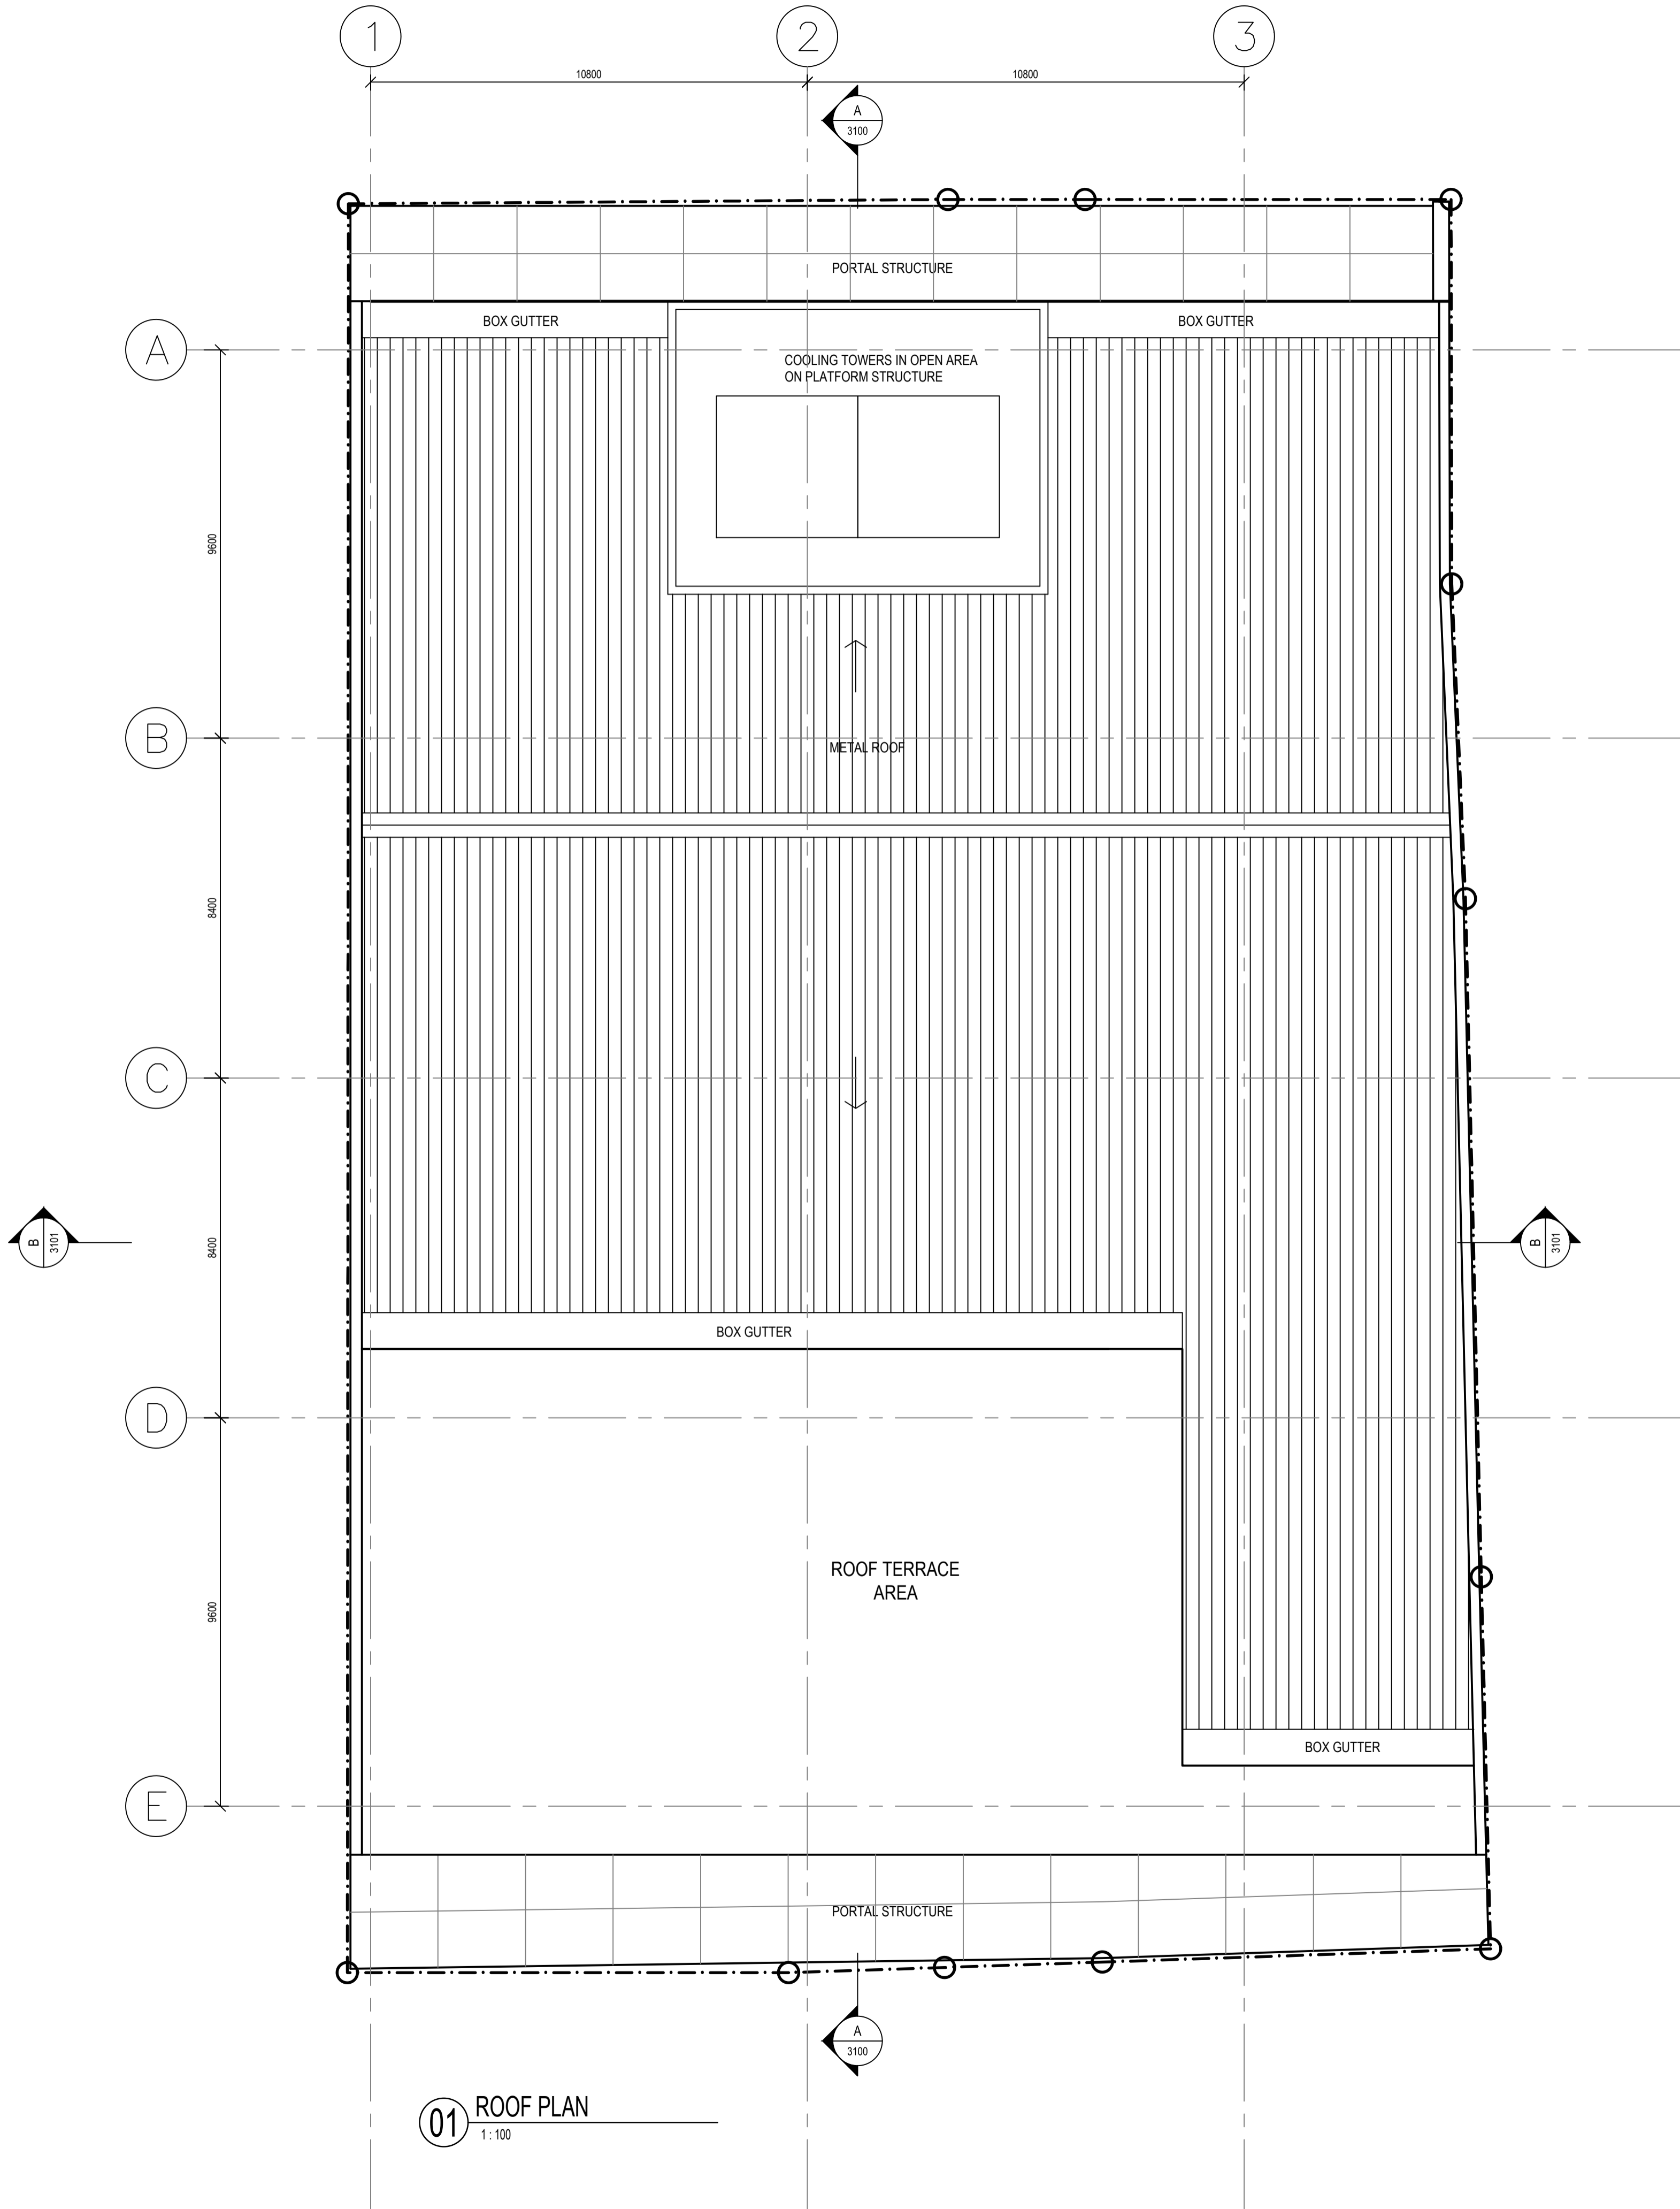 1
2
3
10800
10800
A
3100
PORTAL STRUCTURE
BOX GUTTER
BOX GUTTER
A
COOLING TOWERS IN OPEN AREA
ON PLATFORM STRUCTURE
9600
B
METAL ROOF
8400
C
B
3101
8400
B
3101
BOX GUTTER
D
ROOF TERRACE
AREA
9600
BOX GUTTER
E
PORTAL STRUCTURE
A
3100
01
ROOF PLAN
1 : 100